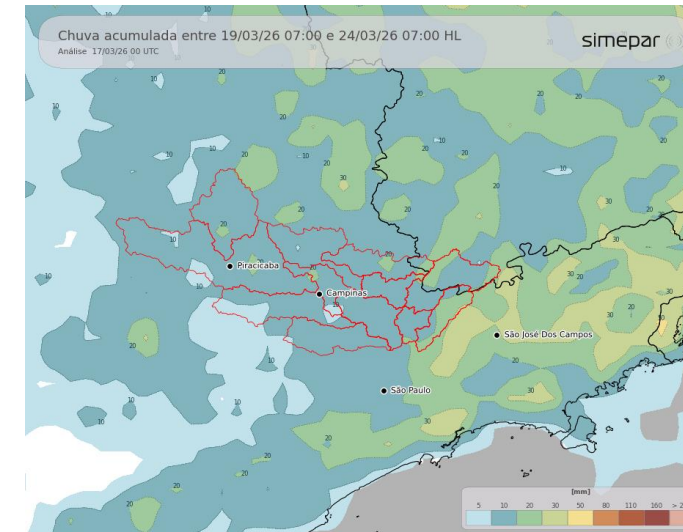 Chuva acumulada entre 19/03/26 07:00 e 24/03/26 07:00 HL
Análise 17/03/26 00 UTC
simepar
Piracicaba
Campinas
São José Dos Campos
São Paulo
[mm]
5 10 20 30 50 80 110 160 > 2